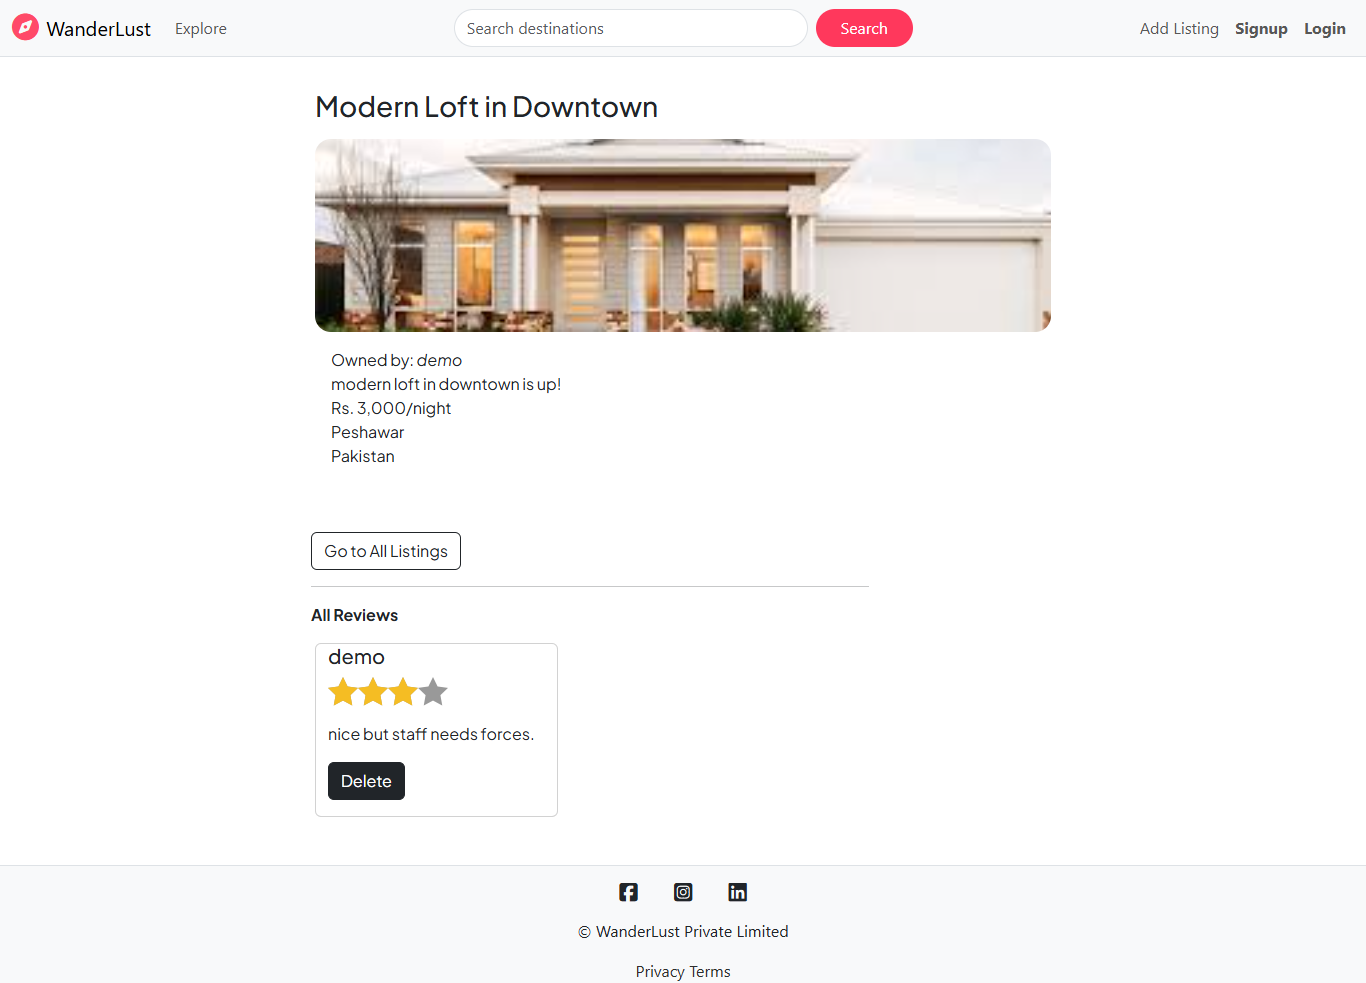 WanderLust Explore Search destinations Search Add Listing Signup Login
Modern Loft in Downtown
Owned by: demo
modern loft in downtown is up!
Rs. 3,000/night
Peshawar
Pakistan
Go to All Listings
All Reviews
demo
nice but staff needs forces.
Delete
© WanderLust Private Limited
Privacy Terms